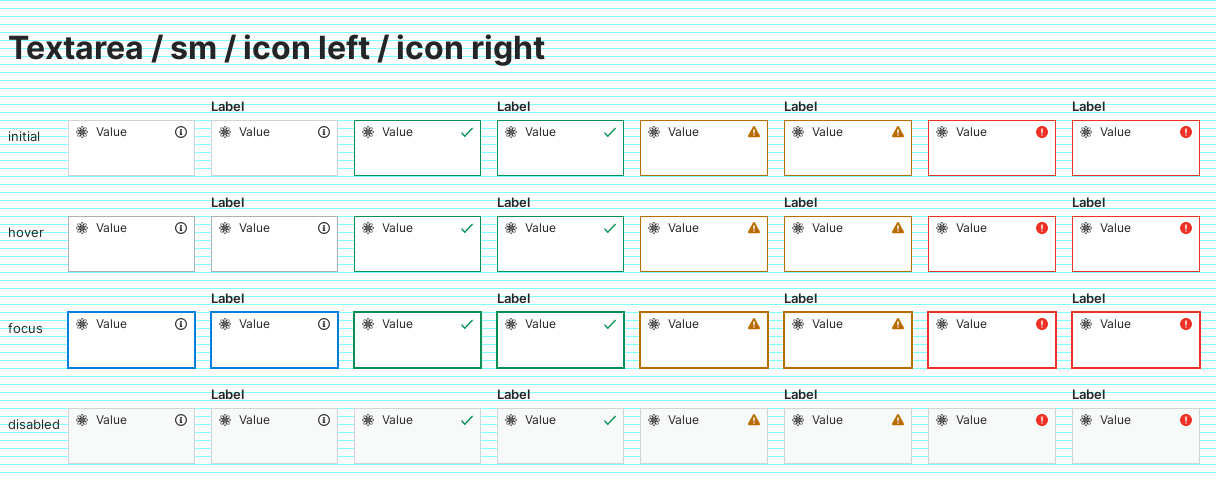 Textarea / sm / icon left / icon right
Label Label Label Label
initial Value Value Value Value Value Value Value Value
Label Label Label Label
hover Value Value Value Value Value Value Value Value
Label Label Label Label
focus Value Value Value Value Value Value Value Value
Label Label Label Label
disabled Value Value Value Value Value Value Value Value